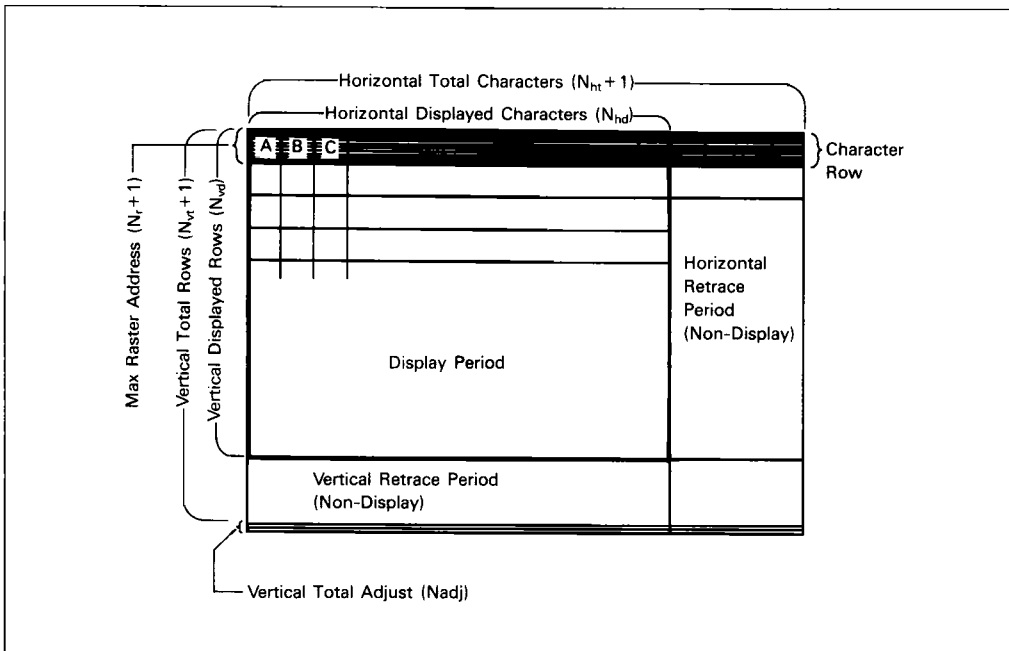 Horizontal Total Characters (Nht + 1)
Horizontal Displayed Characters (Nhd)
A B C
Character
Row
Max Raster Address (Nr + 1)
Vertical Total Rows (Nvt + 1)
Vertical Displayed Rows (Nvd)
Horizontal
Retrace
Period
(Non-Display)
Display Period
Vertical Retrace Period
(Non-Display)
Vertical Total Adjust (Nadj)